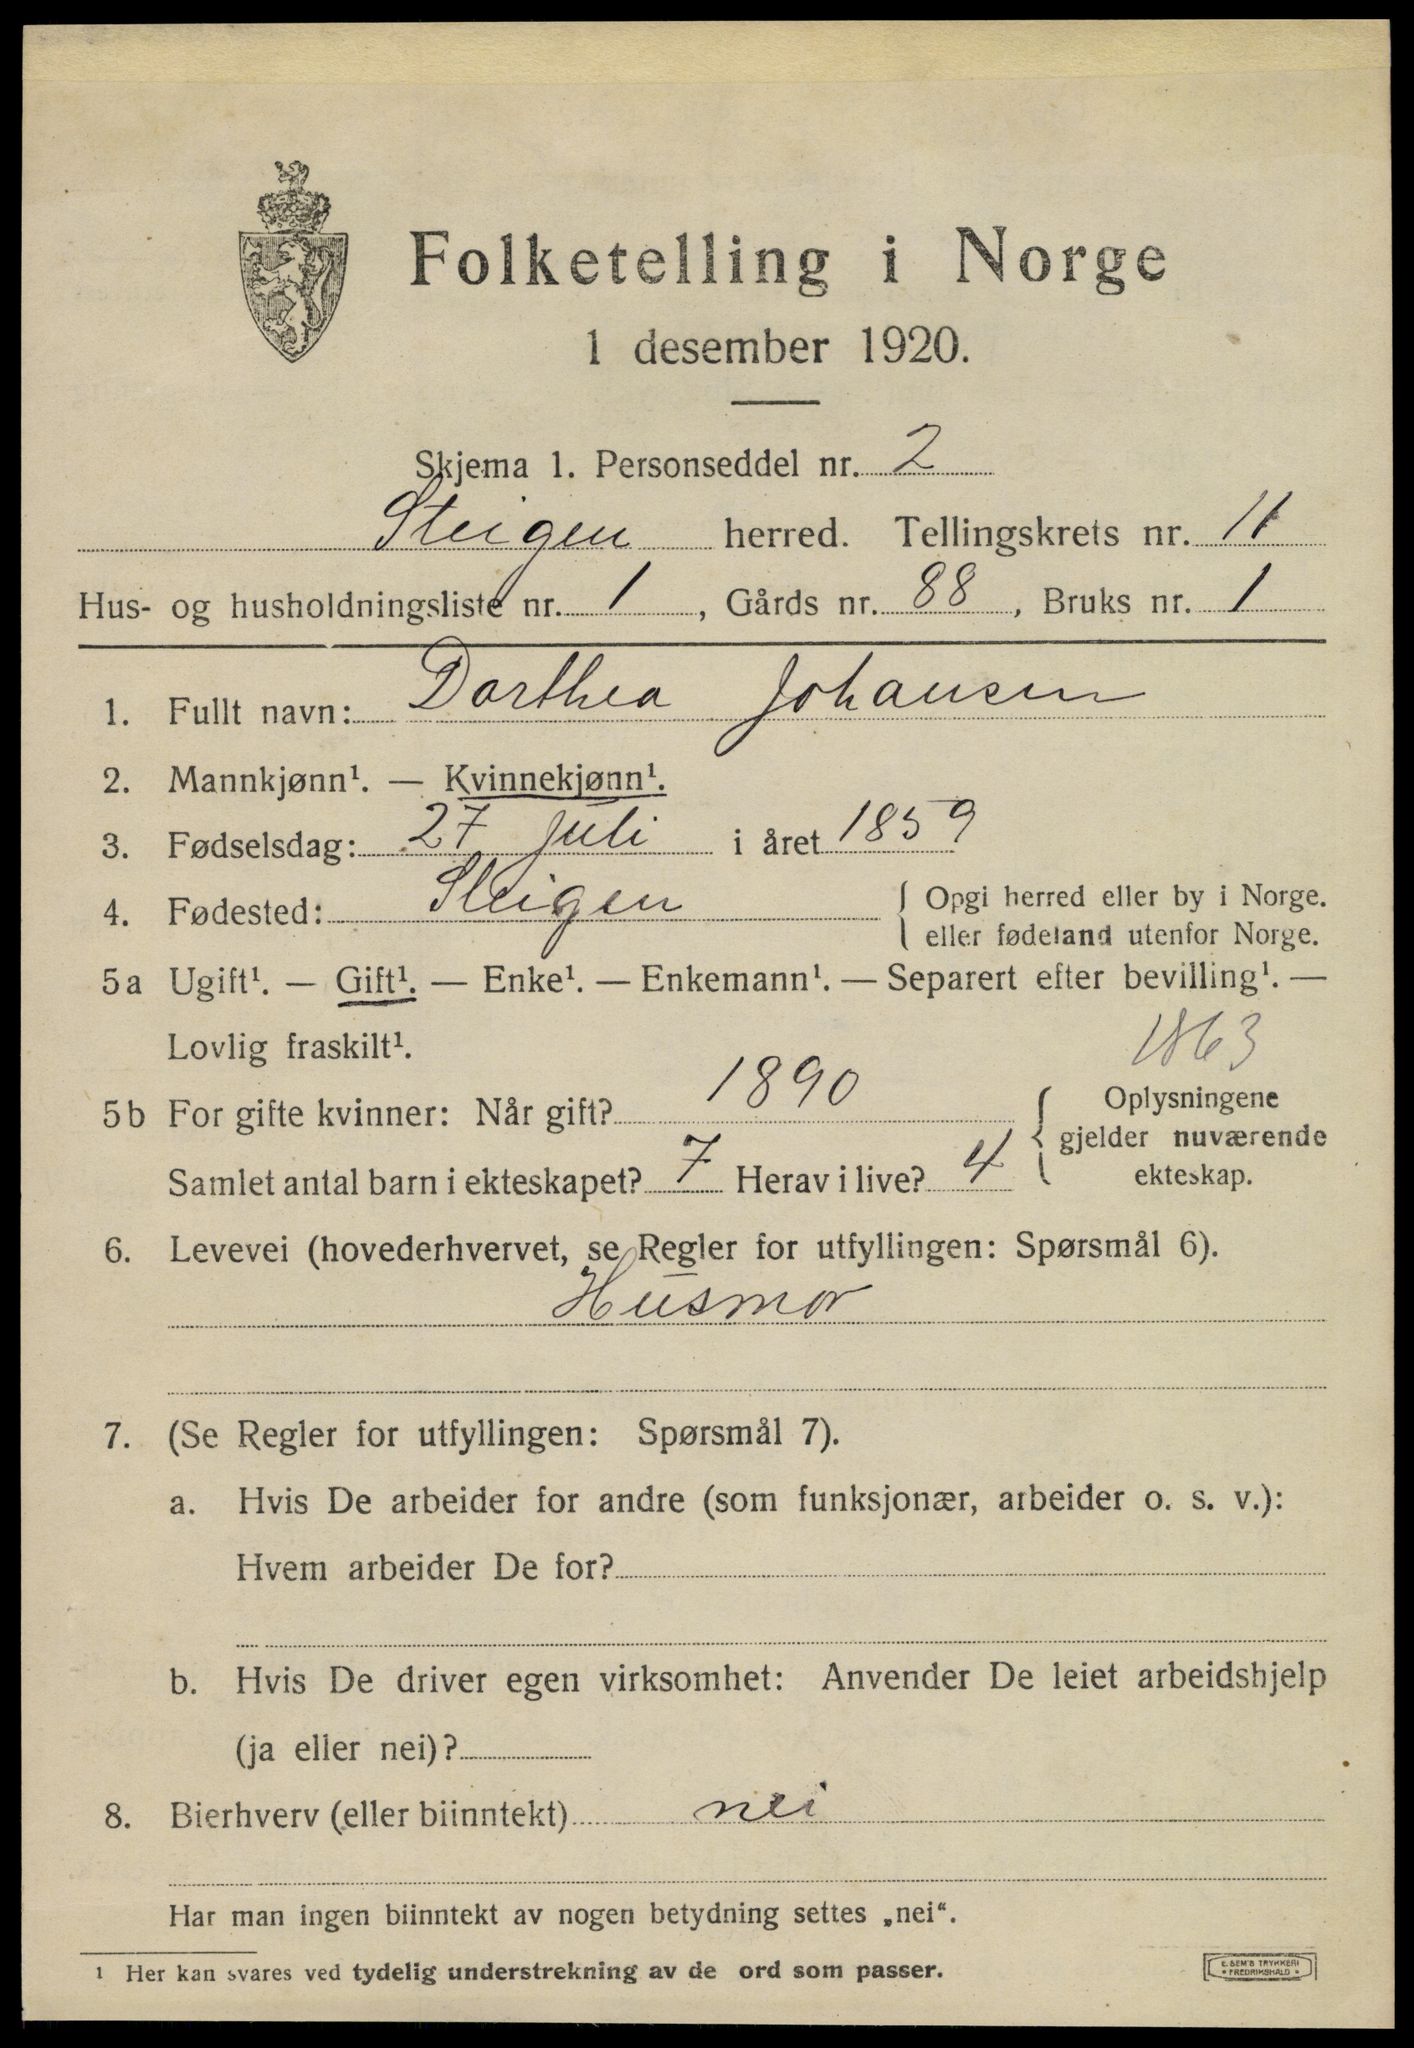 Folketelling i Norge
1 desember 1920.
Skjema 1. Personseddel nr. 2
Steigen herred. Tellingskrets nr. 11
Hus- og husholdningsliste nr. 1, Gårds nr. 88, Bruks nr. 1
1. Fullt navn: Dorthea Johansen
2. Mannkjønn¹. — Kvinnekjønn¹.
3. Fødselsdag: 27 Juli i året 1859
4. Fødested: Steigen { Opgi herred eller by i Norge.
eller fødeland utenfor Norge.
5a Ugift¹. — Gift¹. — Enke¹. — Enkemann¹. — Separert efter bevilling¹. —
Lovlig fraskilt¹.
1863
5b For gifte kvinner: Når gift? 1890
Samlet antal barn i ekteskapet? 7 Herav i live? 4
{ Oplysningene
gjelder nuværende
ekteskap.
6. Levevei (hovederhvervet, se Regler for utfyllingen: Spørsmål 6).
Husmor
7. (Se Regler for utfyllingen: Spørsmål 7).
a. Hvis De arbeider for andre (som funksjonær, arbeider o. s. v.):
Hvem arbeider De for?
b. Hvis De driver egen virksomhet: Anvender De leiet arbeidshjelp
(ja eller nei)?
8. Bierhverv (eller biinntekt) nei
Har man ingen biinntekt av nogen betydning settes „nei“.
¹ Her kan svares ved tydelig understrekning av de ord som passer.
E. SEM'S TRYKKERI
• FREDRIKSHALD •